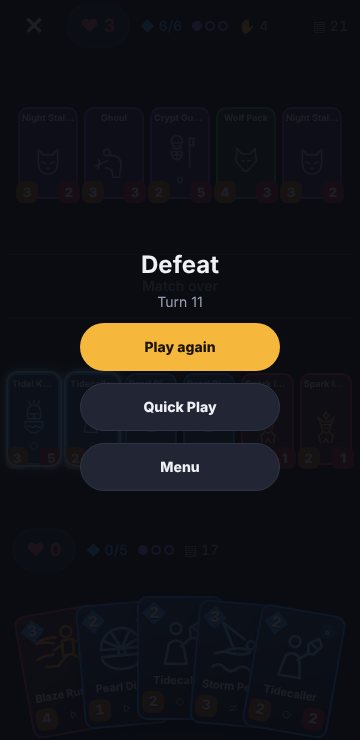 3 6/6 4 21
Night Stal... Ghoul Crypt Gu... Wolf Pack Night Stal...
3 2 3 3 2 5 4 3 3 2
Defeat
Match over
Turn 11
Play again
Tidal K... Spark L...
3 5 2 1 2 1
Quick Play
Menu
0 0/5 17
3 2 2 3 2
Blaze Ru Pearl Di Tidecal Storm Pe Tidecaller
4 1 2 3 2 2